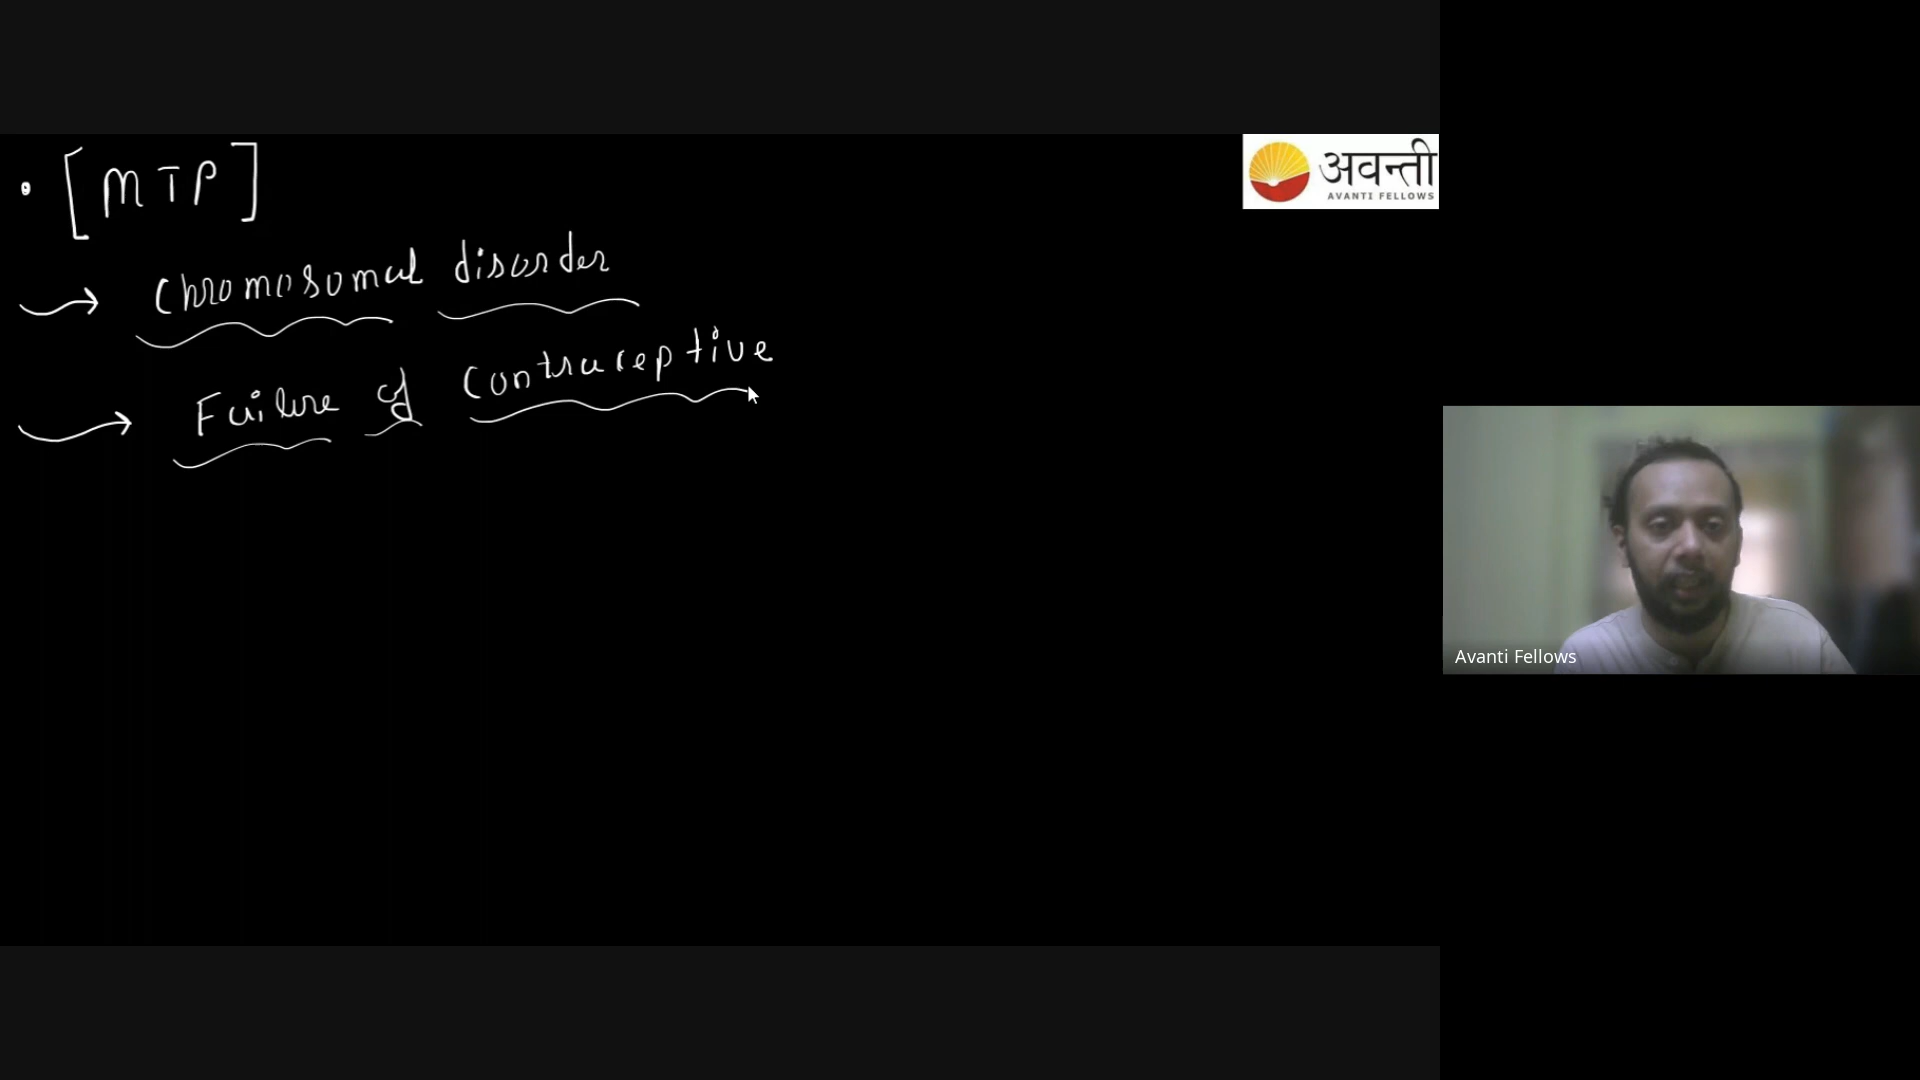 [MTP]
Chromosomal disorder
Failure of Contraceptive
अवन्ती
AVANTI FELLOWS
Avanti Fellows